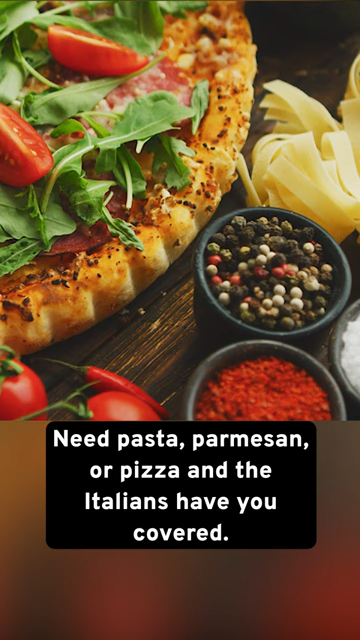 Need pasta, parmesan,
or pizza and the
Italians have you
covered.